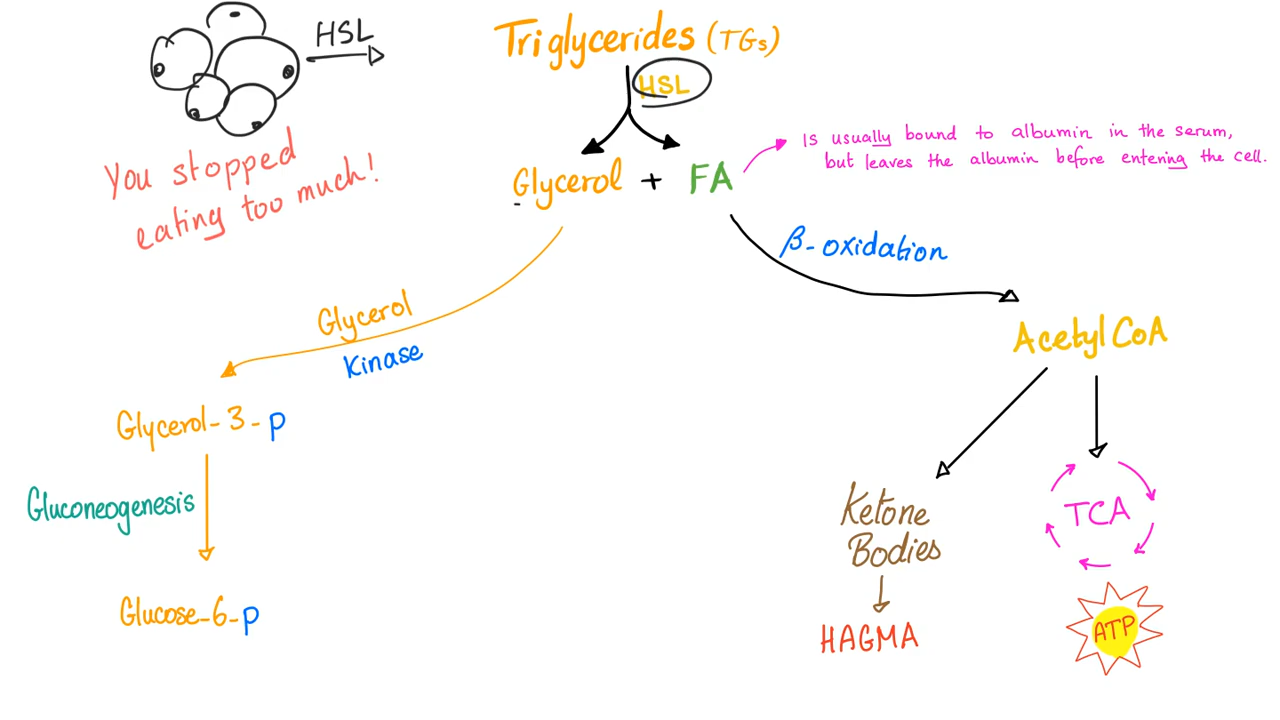 HSL
Triglycerides (TGs)
HSL
You stopped
eating too much!
Is usually bound to albumin in the serum,
but leaves the albumin before entering the cell.
Glycerol + FA
β-oxidation
Glycerol
Kinase
Acetyl CoA
Glycerol-3-P
Gluconeogenesis
Ketone
Bodies
TCA
Glucose-6-P
HAGMA
ATP